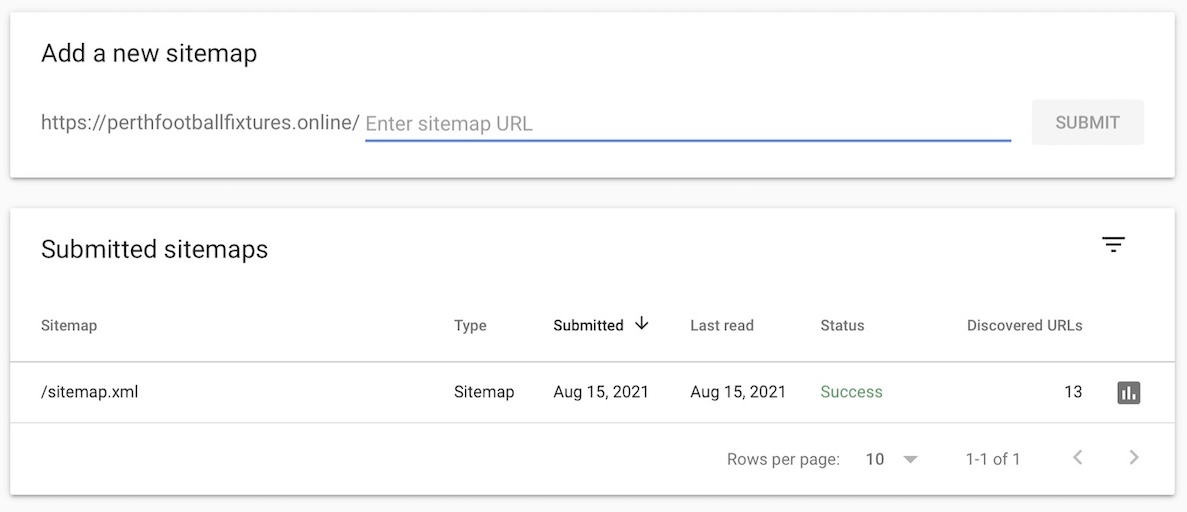 Add a new sitemap
https://perthfootballfixtures.online/ Enter sitemap URL SUBMIT
Submitted sitemaps
Sitemap Type Submitted Last read Status Discovered URLs
/sitemap.xml Sitemap Aug 15, 2021 Aug 15, 2021 Success 13
Rows per page: 10 1-1 of 1